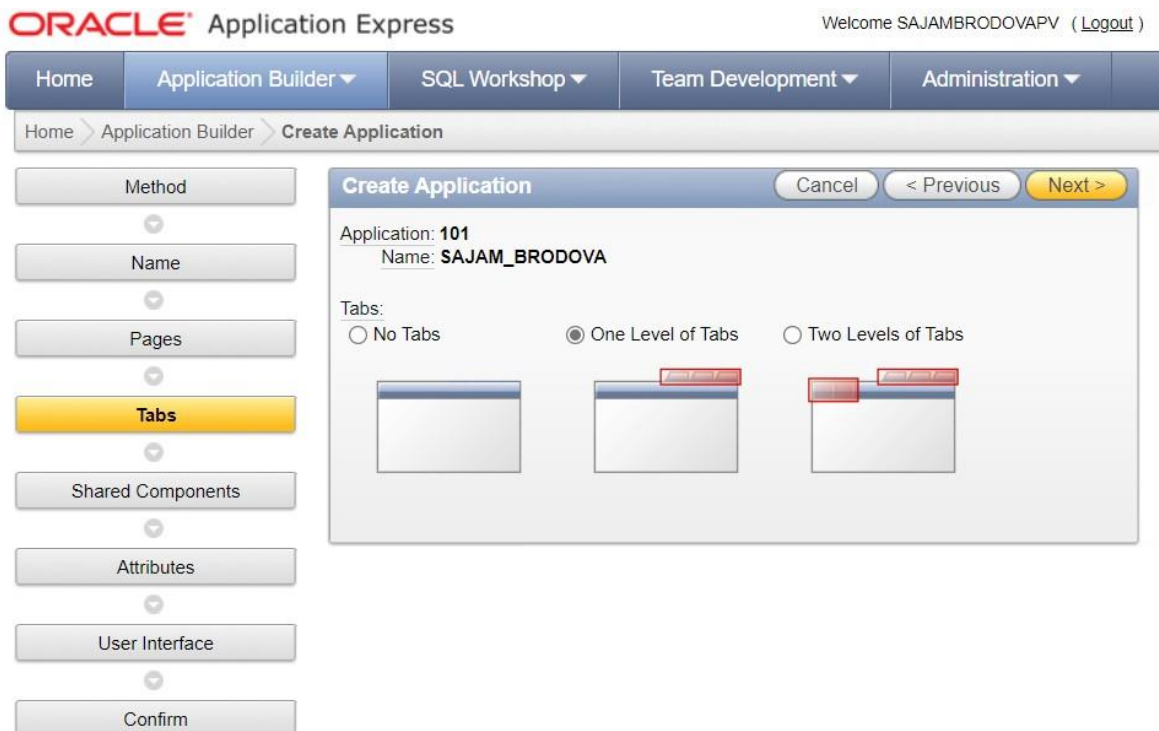 ORACLE Application Express
Welcome SAJAMBRODOVAPV ( Logout )
Home Application Builder SQL Workshop Team Development Administration
Home Application Builder Create Application
Method
Name
Pages
Tabs
Shared Components
Attributes
User Interface
Confirm
Create Application
Cancel < Previous Next >
Application: 101
Name: SAJAM_BRODOVA
Tabs:
No Tabs One Level of Tabs Two Levels of Tabs